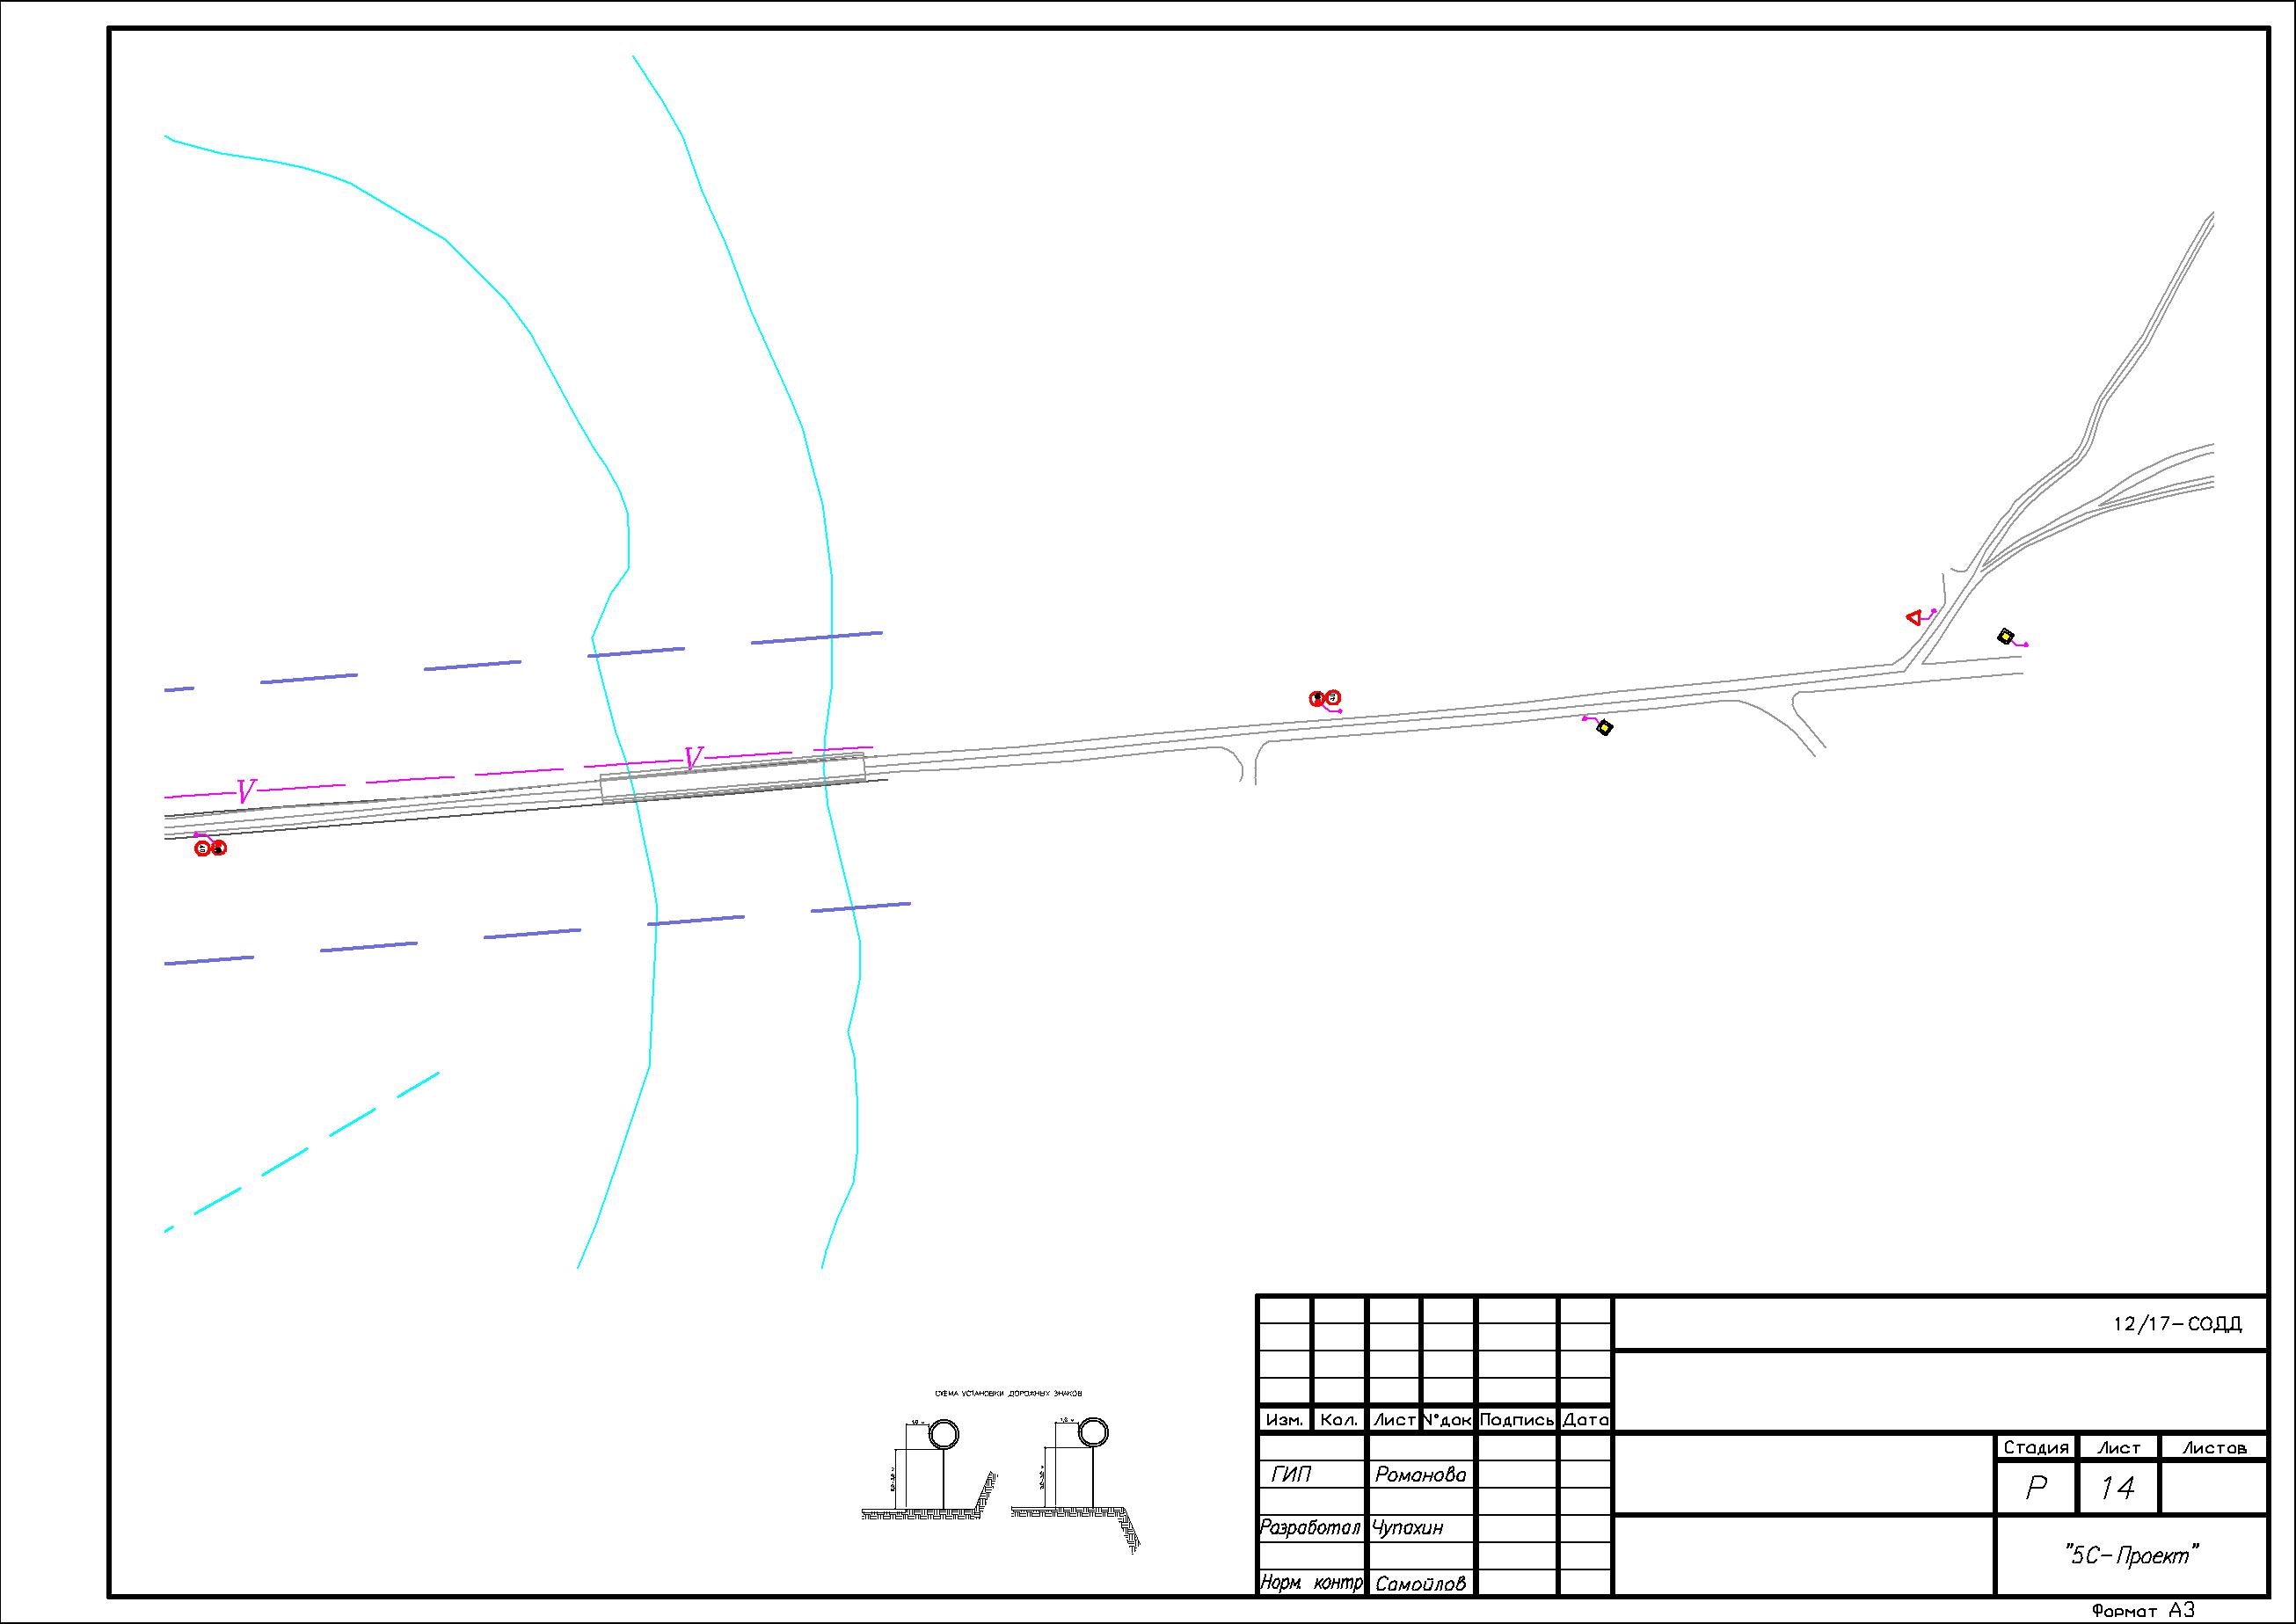 V
V
СХЕМА УСТАНОВКИ ДОРОЖНЫХ ЗНАКОВ
12/17-СОДД
Изм. Кол. Лист N°док Подпись Дата
Стадия Лист Листов
ГИП Романова
Р 14
Разработал Чупахин
"5С-Проект"
Норм. контр Самойлов
Формат А3